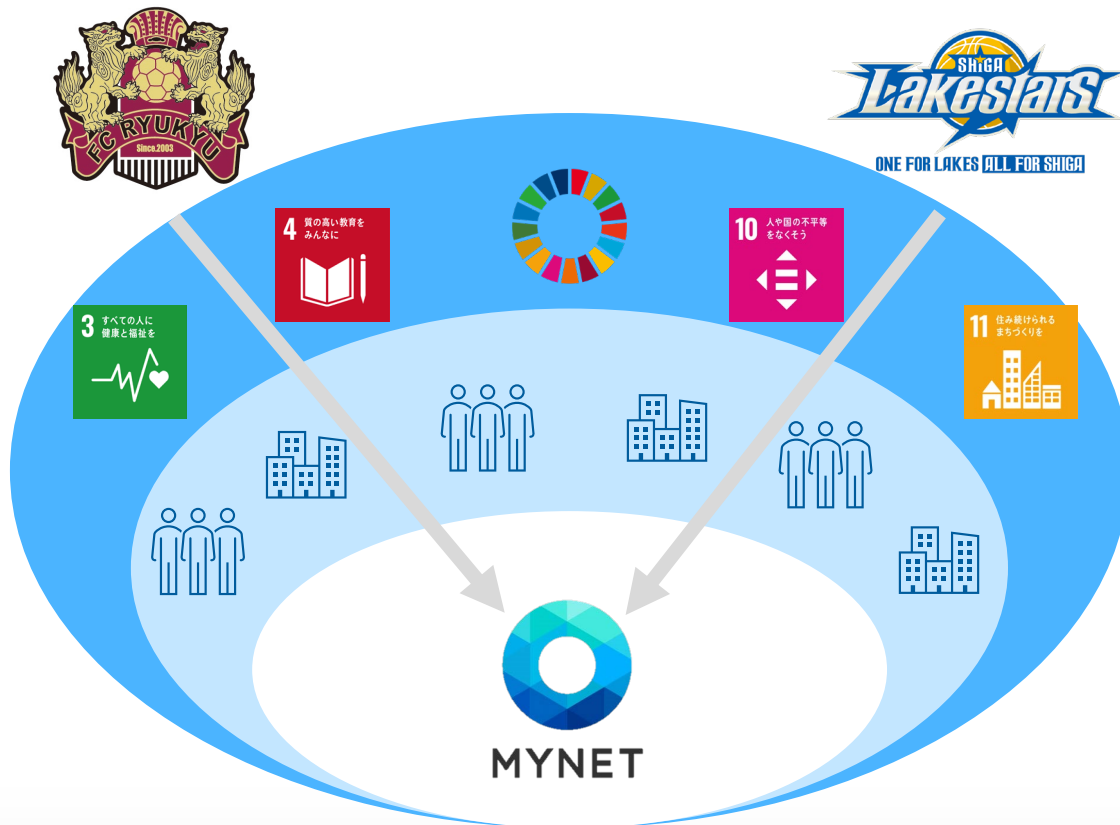 FC RYUKYU
Since.2003
SHIGA
Lakestars
ONE FOR LAKES ALL FOR SHIGA
4 質の高い教育を
みんなに
10 人や国の不平等
をなくそう
3 すべての人に
健康と福祉を
11 住み続けられる
まちづくりを
MYNET